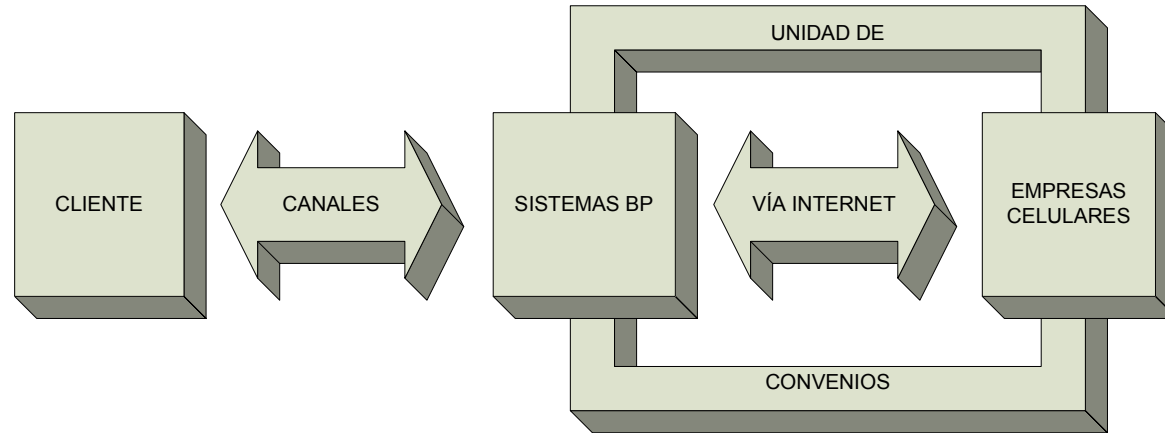 UNIDAD DE
CLIENTE
CANALES
SISTEMAS BP
VÍA INTERNET
EMPRESAS
CELULARES
CONVENIOS